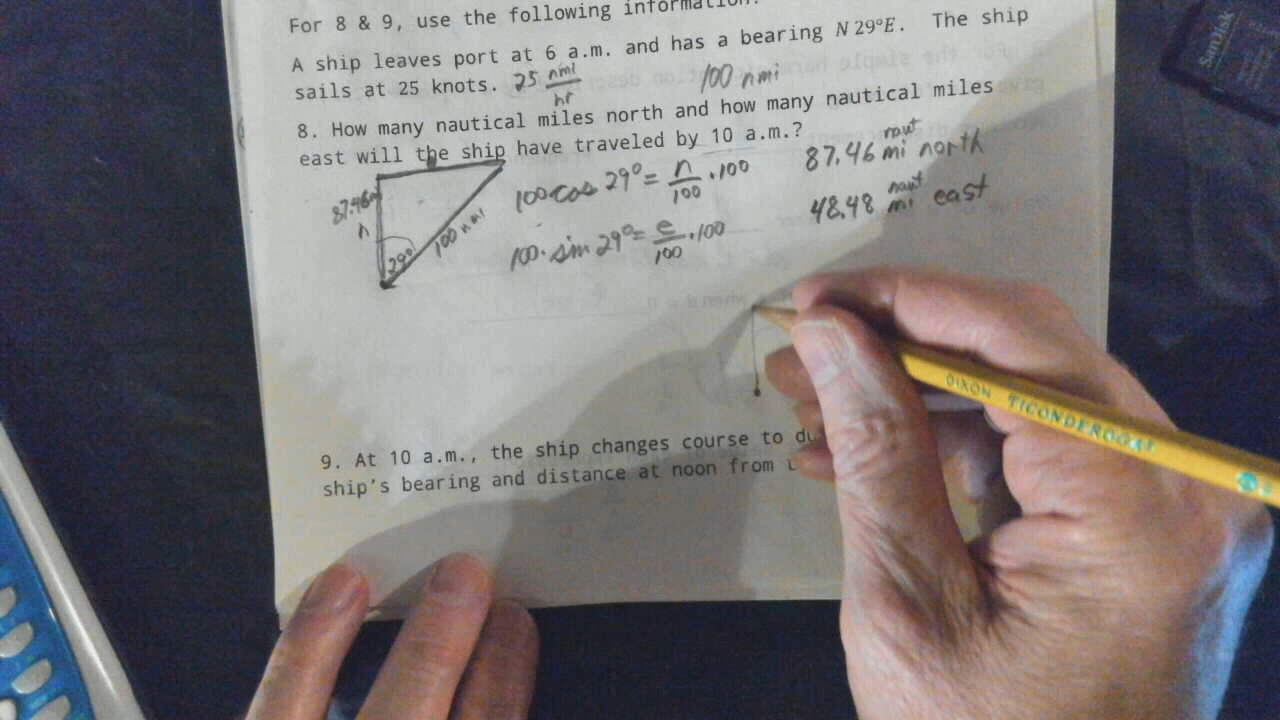 For 8 & 9, use the following information.
A ship leaves port at 6 a.m. and has a bearing N 29°E. The ship
sails at 25 knots. 25 nmi/hr 100 nmi
8. How many nautical miles north and how many nautical miles
east will the ship have traveled by 10 a.m.?
87.46
n
29°
100 nmi
100 cos 29° = n/100 · 100
100 · sin 29° = e/100 · 100
87.46 naut mi north
48.48 naut mi east
9. At 10 a.m., the ship changes course to
ship's bearing and distance at noon from
DIXON TICONDEROGA
SanDisk